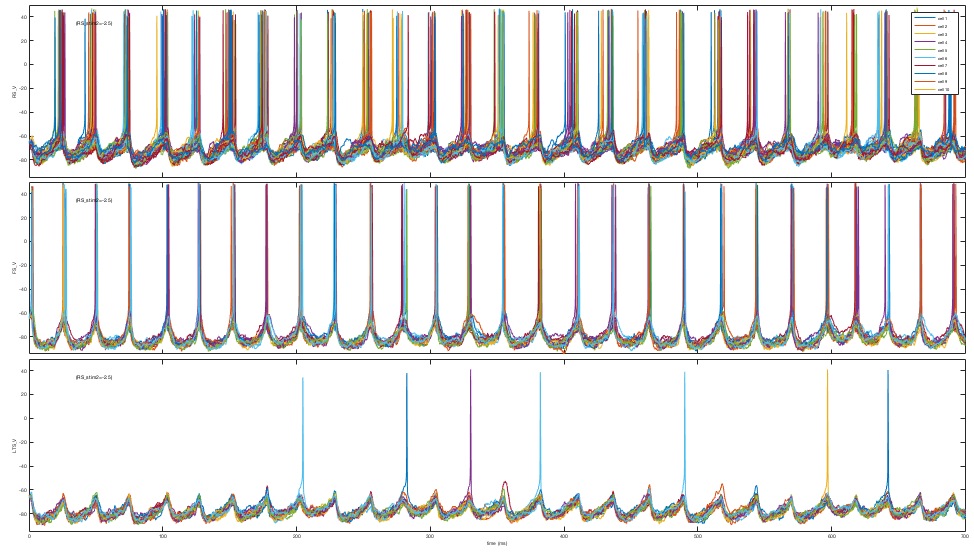 (RS_stim2=-2.5)
RS_V
40
20
0
-20
-40
-60
-80
cell 1
cell 2
cell 3
cell 4
cell 5
cell 6
cell 7
cell 8
cell 9
cell 10
(RS_stim2=-2.5)
FS_V
40
20
0
-20
-40
-60
-80
(RS_stim2=-2.5)
LTS_V
40
20
0
-20
-40
-60
-80
0 100 200 300 400 500 600 700
time (ms)